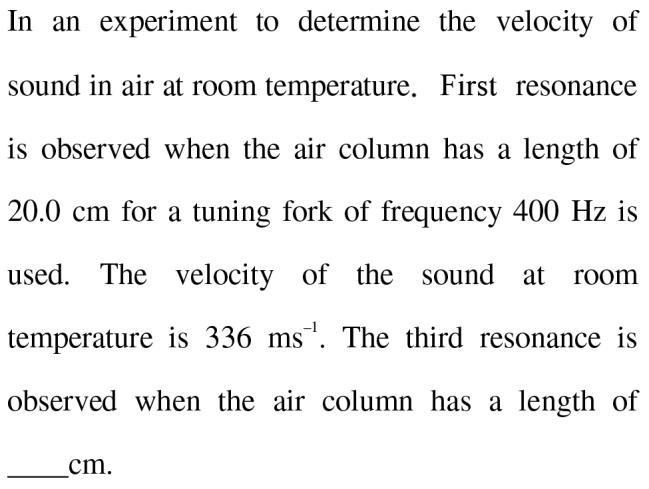 In an experiment to determine the velocity of
sound in air at room temperature. First resonance
is observed when the air column has a length of
20.0 cm for a tuning fork of frequency 400 Hz is
used. The velocity of the sound at room
temperature is 336 ms⁻¹. The third resonance is
observed when the air column has a length of
____cm.